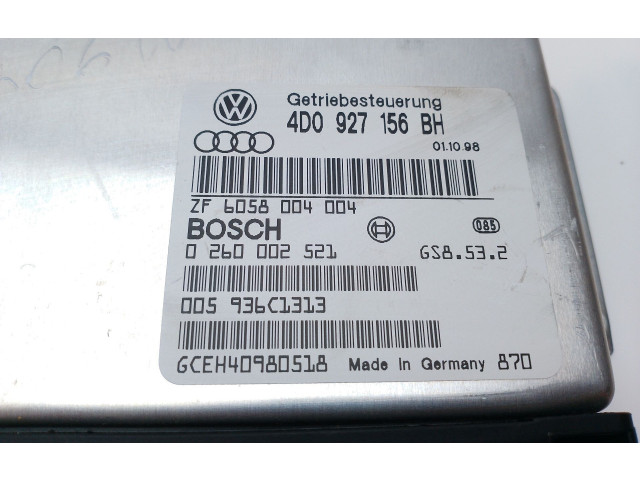 Getriebesteuerung
4D0 927 156 BH
01.10.98
ZF 6058 004 004
BOSCH
085
0 260 002 521
GS8.53.2
005 936C1313
GCEH40980518 Made in Germany 870